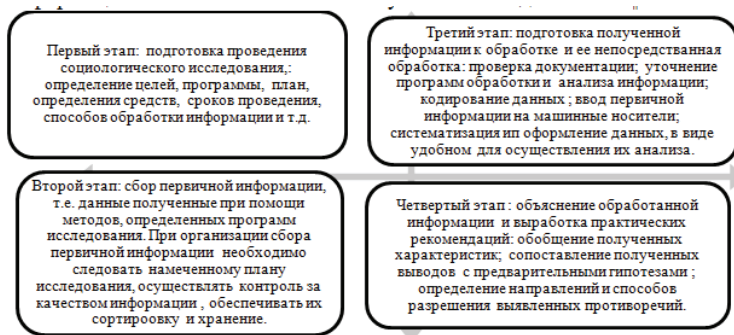 Первый этап: подготовка проведения
социологического исследования,:
определение целей, программы, план,
определения средств, сроков проведения,
способов обработки информации и т.д.
Второй этап: сбор первичной информации,
т.е. данные полученные при помощи
методов, определенных программ
исследования. При организации сбора
первичной информации необходимо
следовать намеченному плану
исследования, осуществлять контроль за
качеством информации , обеспечивать их
сортировку и хранение.
Третий этап: подготовка полученной
информации к обработке и ее непосредственная
обработка: проверка документации; уточнение
программ обработки и анализа информации;
кодирование данных ; ввод первичной
информации на машинные носители;
систематизация ип оформление данных, в виде
удобном для осуществления их анализа.
Четвертый этап : объяснение обработанной
информации и выработка практических
рекомендаций: обобщение полученных
характеристик; сопоставление полученных
выводов с предварительными гипотезами ;
определение направлений и способов
разрешения выявленных противоречий.